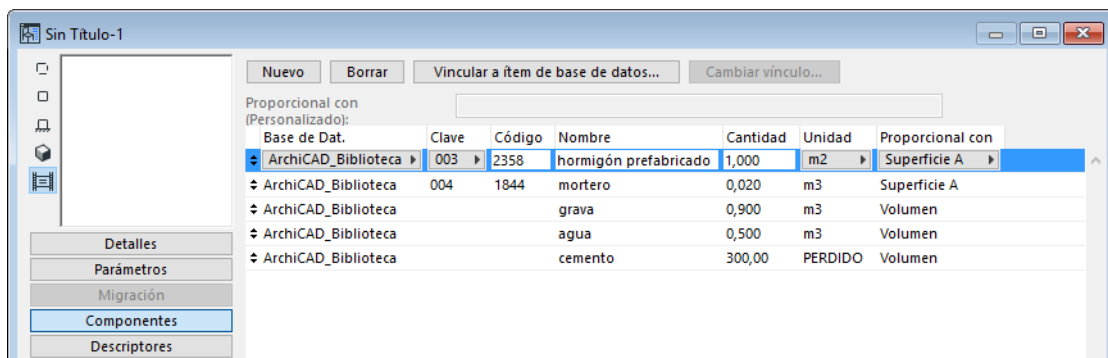 Sin Título-1
Nuevo Borrar Vincular a ítem de base de datos... Cambiar vínculo...
Proporcional con
(Personalizado):
Base de Dat. Clave Código Nombre Cantidad Unidad Proporcional con
ArchiCAD_Biblioteca 003 2358 hormigón prefabricado 1,000 m2 Superficie A
ArchiCAD_Biblioteca 004 1844 mortero 0,020 m3 Superficie A
ArchiCAD_Biblioteca grava 0,900 m3 Volumen
ArchiCAD_Biblioteca agua 0,500 m3 Volumen
ArchiCAD_Biblioteca cemento 300,00 PERDIDO Volumen
Detalles
Parámetros
Migración
Componentes
Descriptores